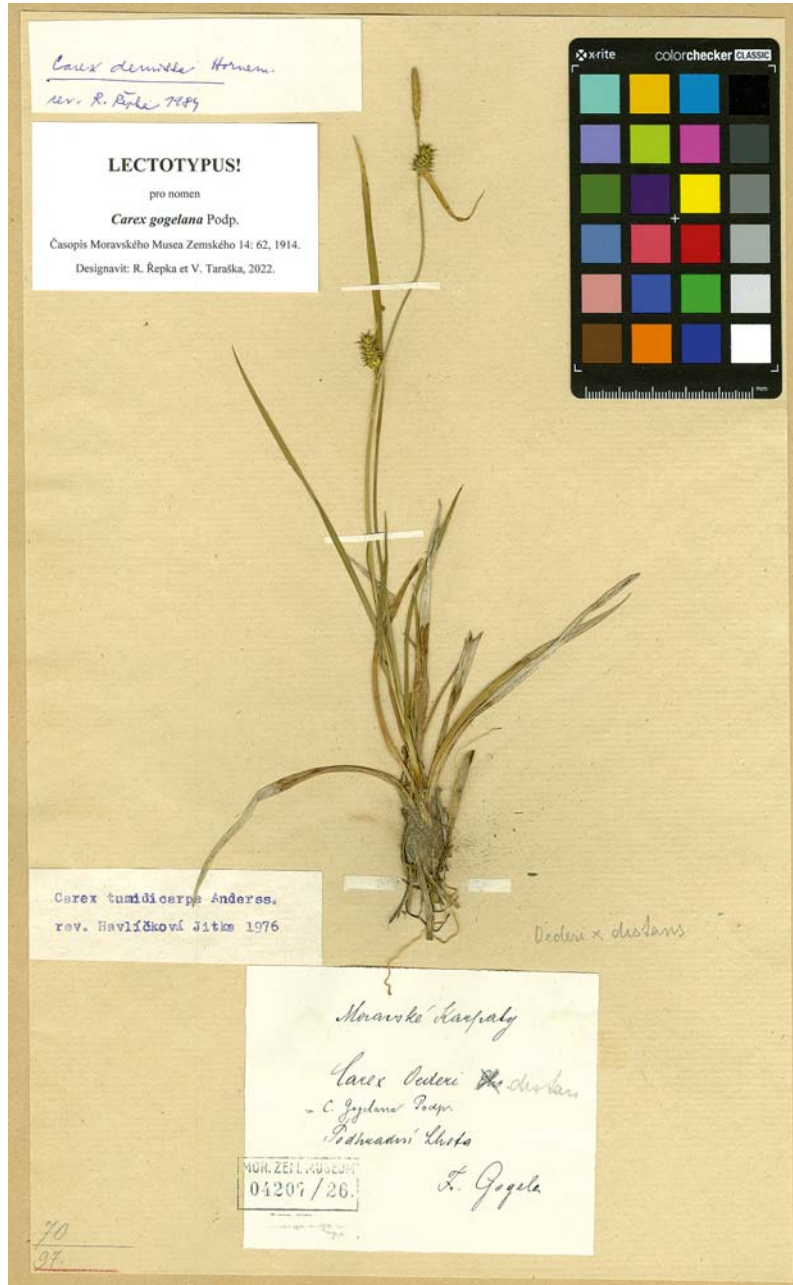 Carex demissa Hornem.
rev. R. Řepka 1989
x-rite colorchecker CLASSIC
mm
LECTOTYPUS!
pro nomen
Carex gogelana Podp.
Časopis Moravského Musea Zemského 14: 62, 1914.
Designavit: R. Řepka et V. Taraška, 2022.
Carex tumidicarpa Anderss.
rev. Havlíčková Jitka 1976
Oederi x distans
Moravské Karpaty
Carex Oederi distans
C. Gogelana Podp.
Podhradní Lhota
F. Gogela
MOR. ZEM. MUSEUM
04207/26.
70
97.